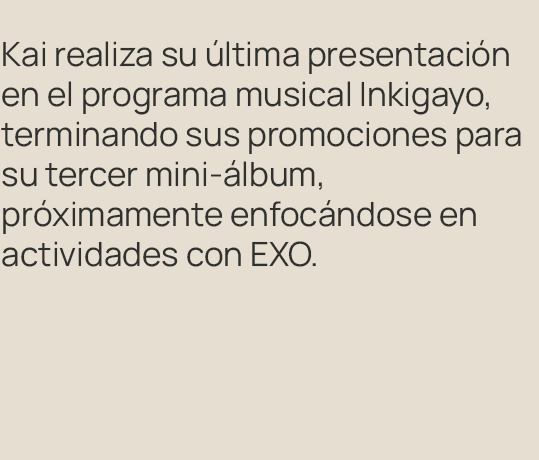 Kai realiza su última presentación
en el programa musical Inkigayo,
terminando sus promociones para
su tercer mini-álbum,
próximamente enfocándose en
actividades con EXO.